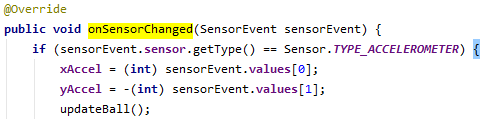 @Override
public void onSensorChanged(SensorEvent sensorEvent) {
if (sensorEvent.sensor.getType() == Sensor.TYPE_ACCELEROMETER) {
xAccel = (int) sensorEvent.values[0];
yAccel = -(int) sensorEvent.values[1];
updateBall();